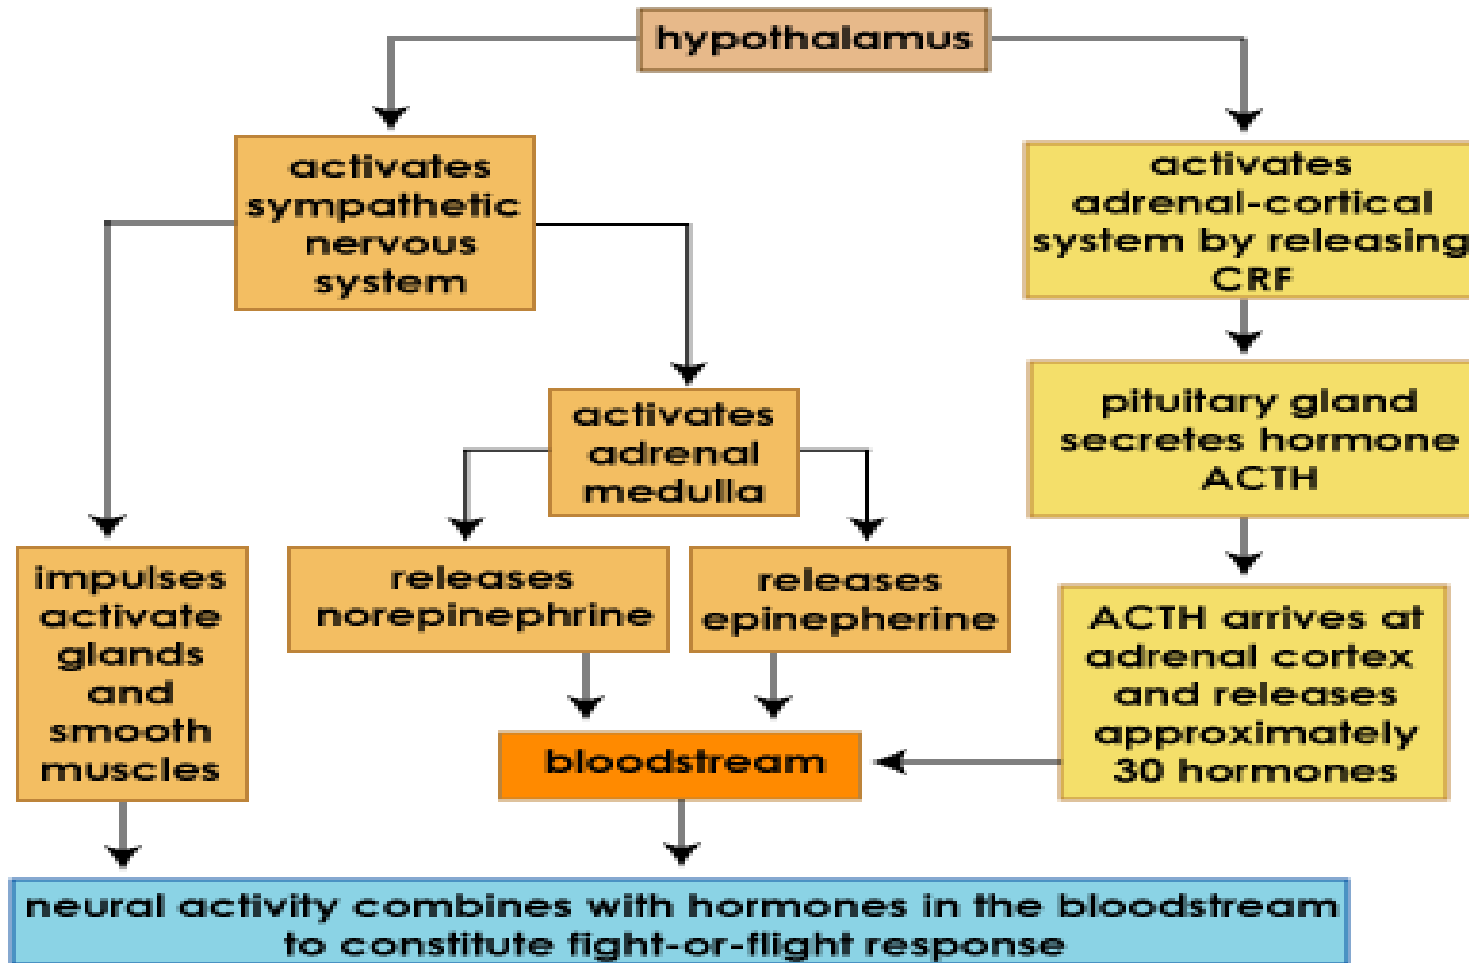 hypothalamus
activates
sympathetic
nervous
system
activates
adrenal-cortical
system by releasing
CRF
activates
adrenal
medulla
pituitary gland
secretes hormone
ACTH
impulses
activate
glands
and
smooth
muscles
releases
norepinephrine
releases
epinepherine
ACTH arrives at
adrenal cortex
and releases
approximately
30 hormones
bloodstream
neural activity combines with hormones in the bloodstream
to constitute fight-or-flight response